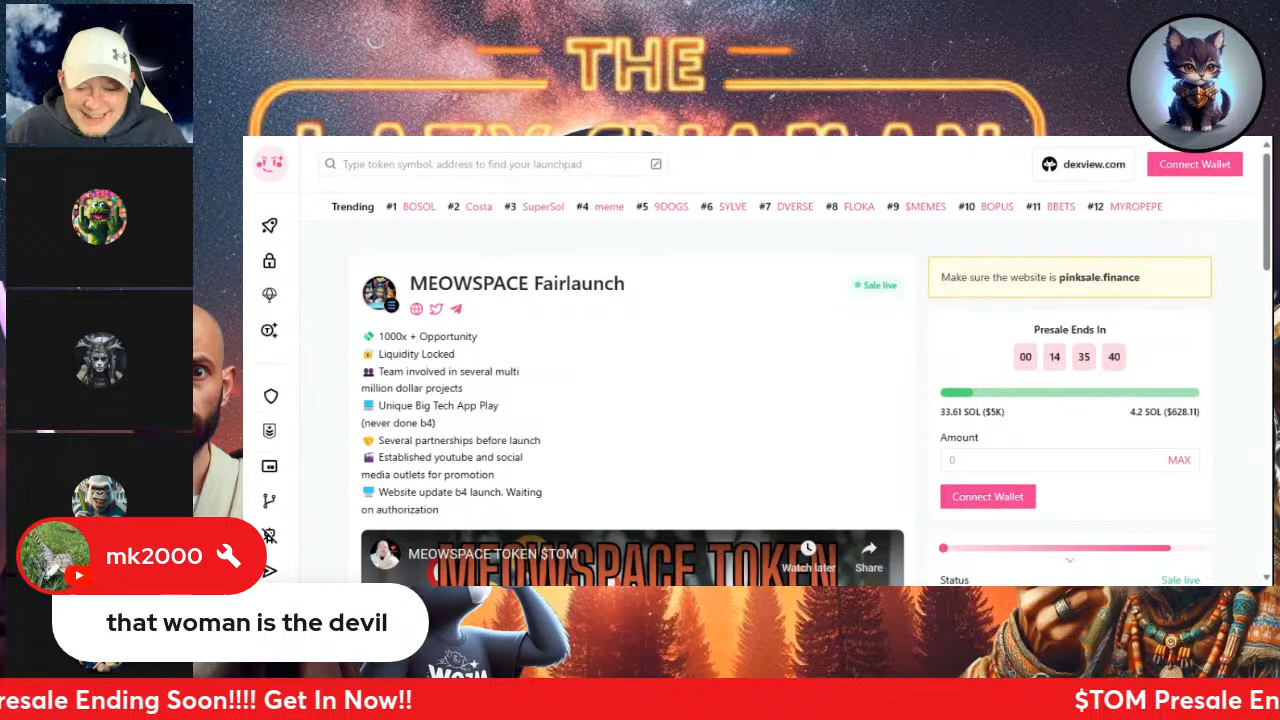 THE
Type token symbol, address to find your launchpad
dexview.com
Connect Wallet
Trending #1 BOSOL #2 Costa #3 SuperSol #4 meme #5 9DOGS #6 SYLVE #7 DVERSE #8 FLOKA #9 $MEMES #10 BOPUS #11 BBETS #12 MYROPEPE
MEOWSPACE Fairlaunch
Sale live
1000x + Opportunity
Liquidity Locked
Team involved in several multi
million dollar projects
Unique Big Tech App Play
(never done b4)
Several partnerships before launch
Established youtube and social
media outlets for promotion
Website update b4 launch. Waiting
on authorization
MEOWSPACE TOKEN $TOM
MEOWSPACE TOKEN
Watch later
Share
Make sure the website is pinksale.finance
Presale Ends In
00 14 35 40
33.61 SOL ($5K)
4.2 SOL ($628.11)
Amount
0
MAX
Connect Wallet
Status
Sale live
mk2000
that woman is the devil
resale Ending Soon!!!! Get In Now!!
$TOM Presale En